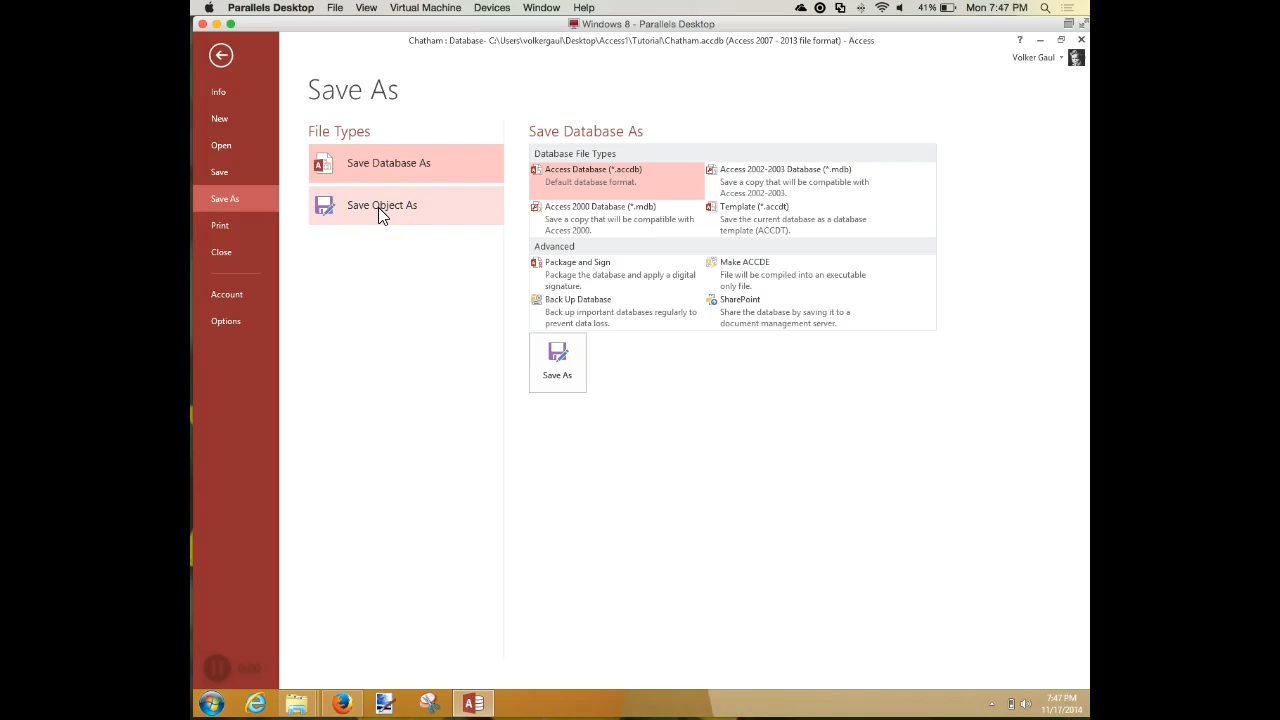 Parallels Desktop File View Virtual Machine Devices Window Help 41% Mon 7:47 PM
Windows 8 - Parallels Desktop
Chatham : Database- C:\Users\volkergaul\Desktop\Access1\Tutorial\Chatham.accdb (Access 2007 - 2013 file format) - Access
?
Volker Gaul
Info
New
Open
Save
Save As
Print
Close
Account
Options
Save As
File Types
Save Database As
Save Object As
Save Database As
Database File Types
Access Database (*.accdb)
Default database format.
Access 2002-2003 Database (*.mdb)
Save a copy that will be compatible with
Access 2002-2003.
Access 2000 Database (*.mdb)
Save a copy that will be compatible with
Access 2000.
Template (*.accdt)
Save the current database as a database
template (ACCDT).
Advanced
Package and Sign
Package the database and apply a digital
signature.
Make ACCDE
File will be compiled into an executable
only file.
Back Up Database
Back up important databases regularly to
prevent data loss.
SharePoint
Share the database by saving it to a
document management server.
Save As
7:47 PM
11/17/2014